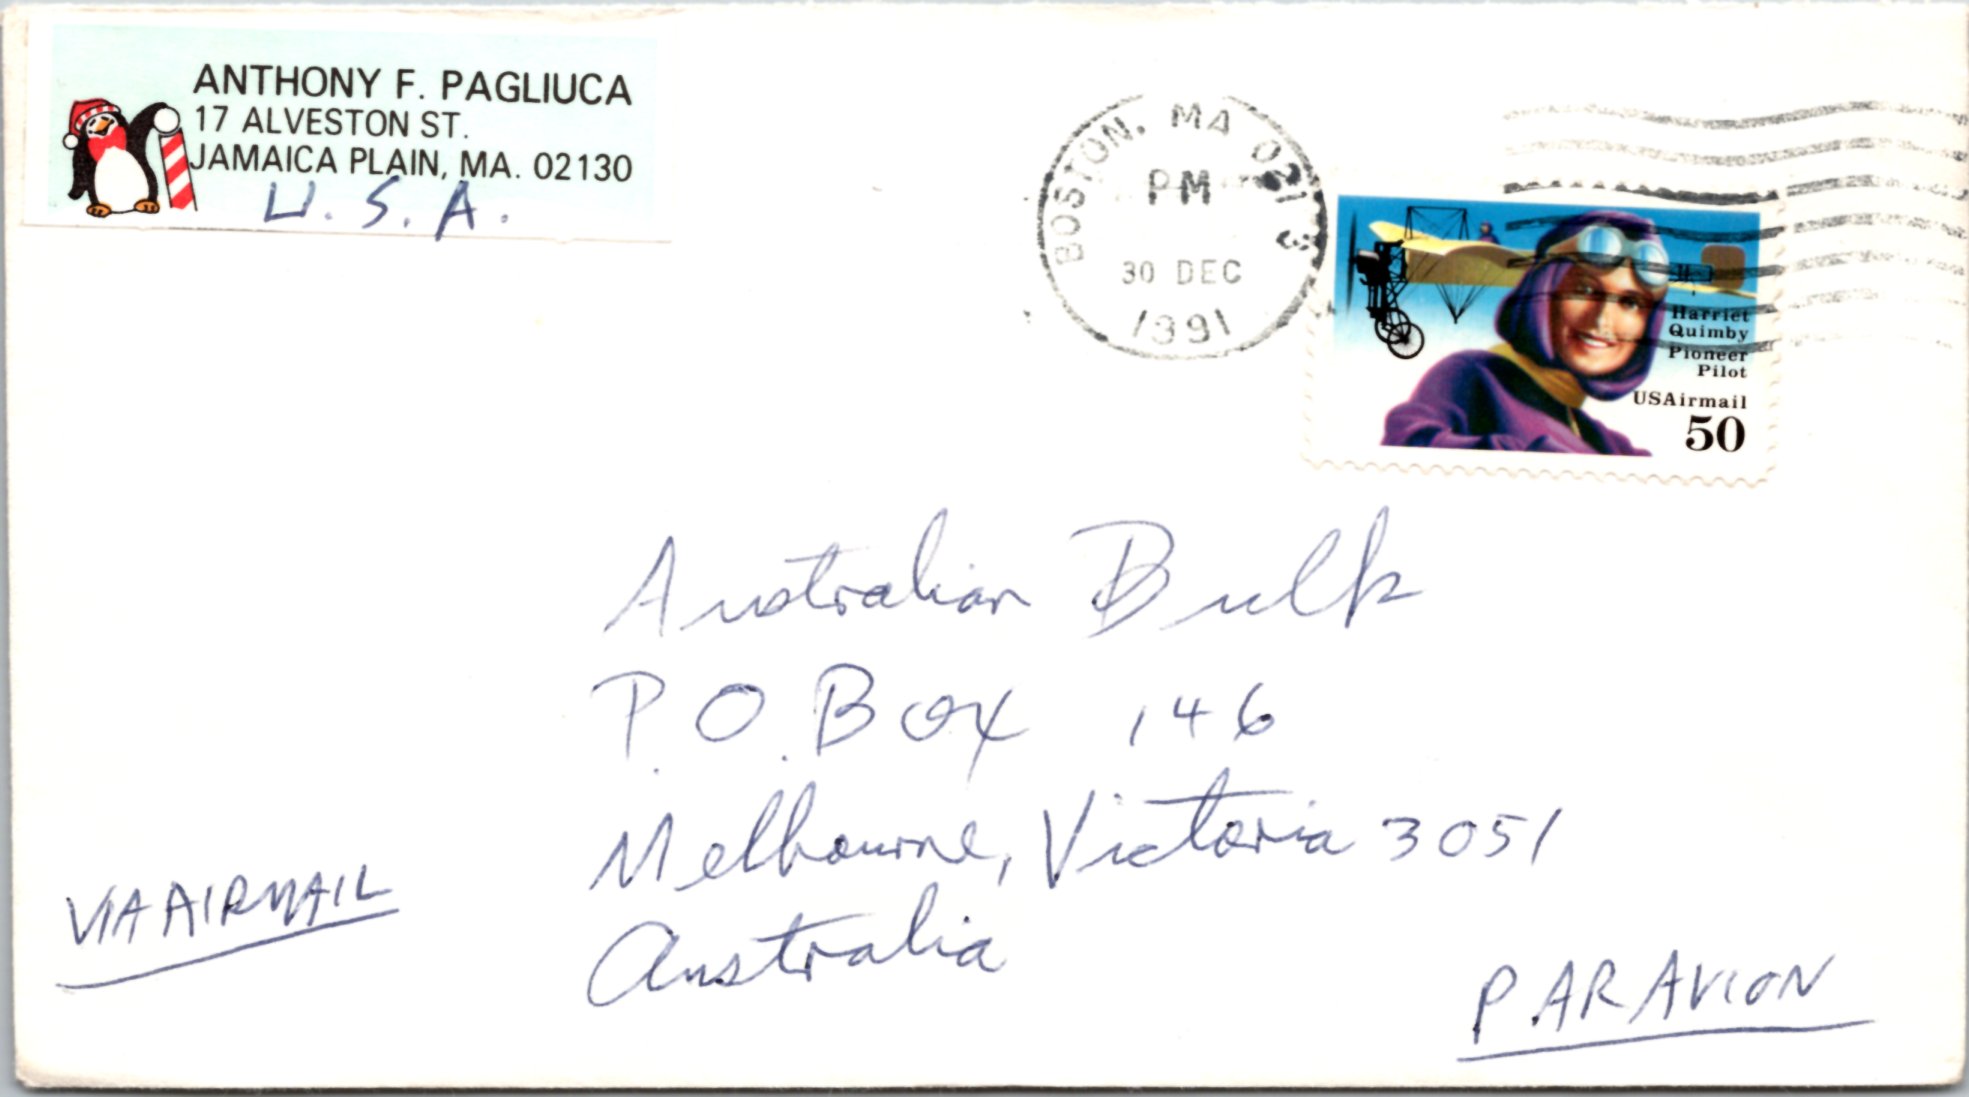 ANTHONY F. PAGLIUCA
17 ALVESTON ST.
JAMAICA PLAIN, MA. 02130
U.S.A.
BOSTON, MA 021
PM
30 DEC
1991
Harriet
Quimby
Pioneer
Pilot
USAirmail
50
Australian Bulk
P.O. Box 146
Melbourne, Victoria 3051
Australia
VIA AIRMAIL
PAR AVION